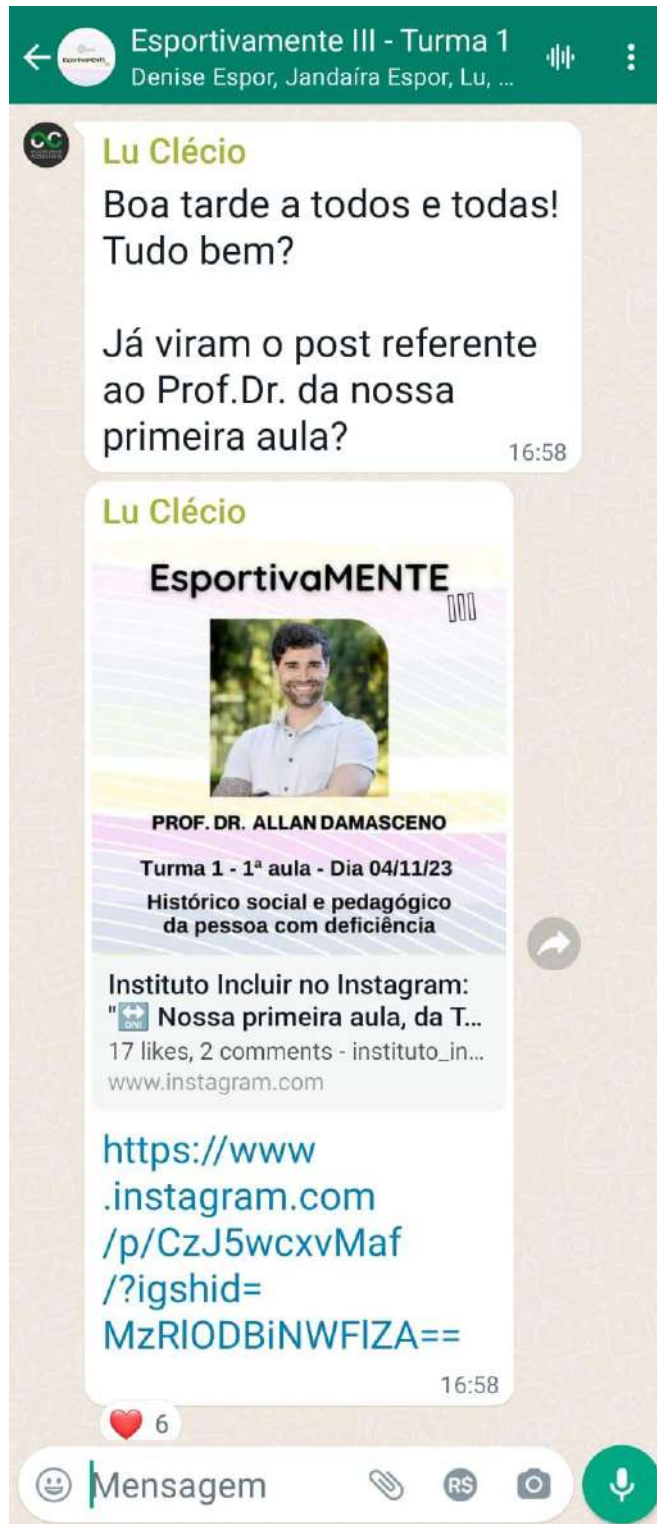 Esportivamente III - Turma 1
Denise Espor, Jandaíra Espor, Lu, ...
Lu Clécio
Boa tarde a todos e todas!
Tudo bem?
Já viram o post referente
ao Prof.Dr. da nossa
primeira aula?
16:58
Lu Clécio
EsportivaMENTE
III
PROF. DR. ALLAN DAMASCENO
Turma 1 - 1ª aula - Dia 04/11/23
Histórico social e pedagógico
da pessoa com deficiência
Instituto Incluir no Instagram:
"🔛 Nossa primeira aula, da T...
17 likes, 2 comments - instituto_in...
www.instagram.com
https://www
.instagram.com
/p/CzJ5wcxvMaf
/?igshid=
MzRlODBiNWFlZA==
16:58
❤️ 6
Mensagem
R$